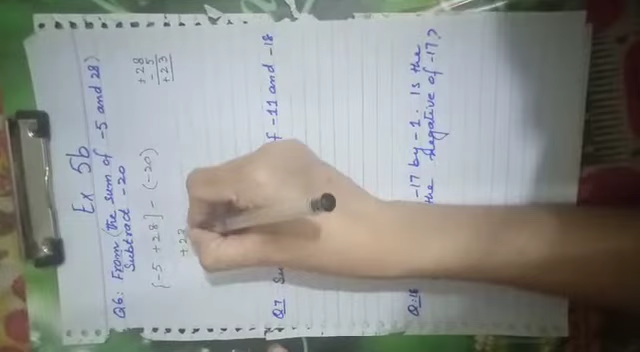 Ex 5b
Q6: From (the sum of -5 and 28)
Subtract -20
+28
- 5
+23
{-5 +28} - (-20)
+23
Q7 -11 and -18
Q:16 -17 by -1. Is the
the negative of -17?